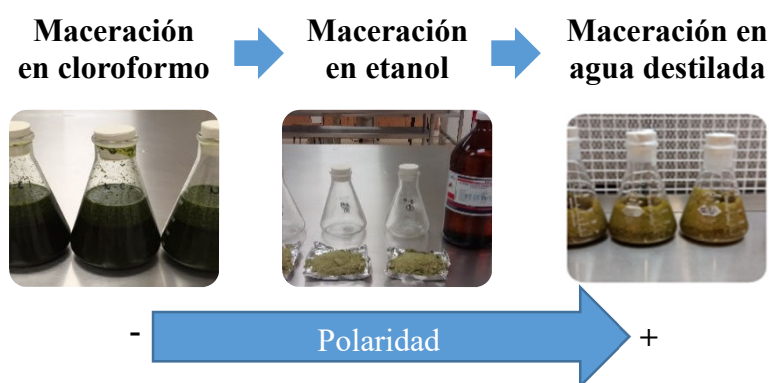 Maceración
en cloroformo
Maceración
en etanol
Maceración en
agua destilada
-
Polaridad
+